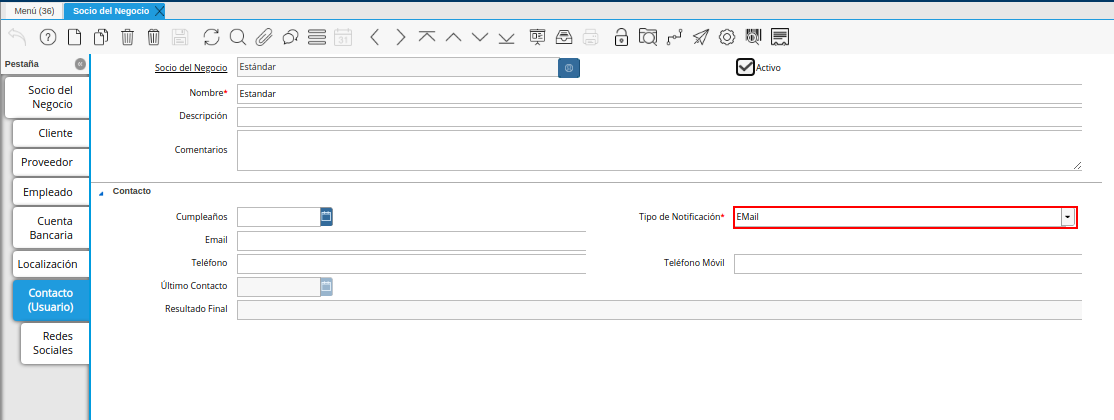 Menú (36)
Socio del Negocio
Pestaña
Socio del
Negocio
Cliente
Proveedor
Empleado
Cuenta
Bancaria
Localización
Contacto
(Usuario)
Redes
Sociales
31
Socio del Negocio
Estándar
Activo
Nombre*
Estandar
Descripción
Comentarios
Contacto
Cumpleaños
Tipo de Notificación*
EMail
Email
Teléfono
Teléfono Móvil
Último Contacto
Resultado Final